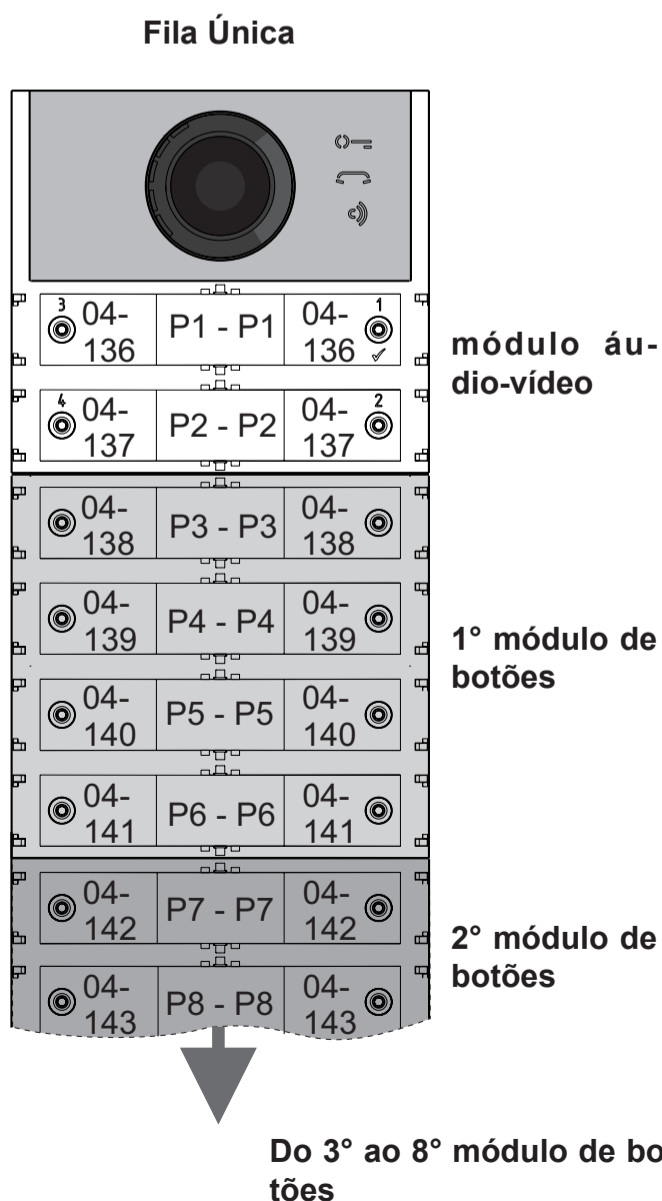 Fila Única
3 04- P1 - P1 04- 1
136 136 ✓
módulo áu-
dio-vídeo
4 04- P2 - P2 04- 2
137 137
04- P3 - P3 04-
138 138
04- P4 - P4 04-
139 139
1° módulo de
botões
04- P5 - P5 04-
140 140
04- P6 - P6 04-
141 141
04- P7 - P7 04-
142 142
2° módulo de
botões
04- P8 - P8 04-
143 143
Do 3° ao 8° módulo de bo
tões